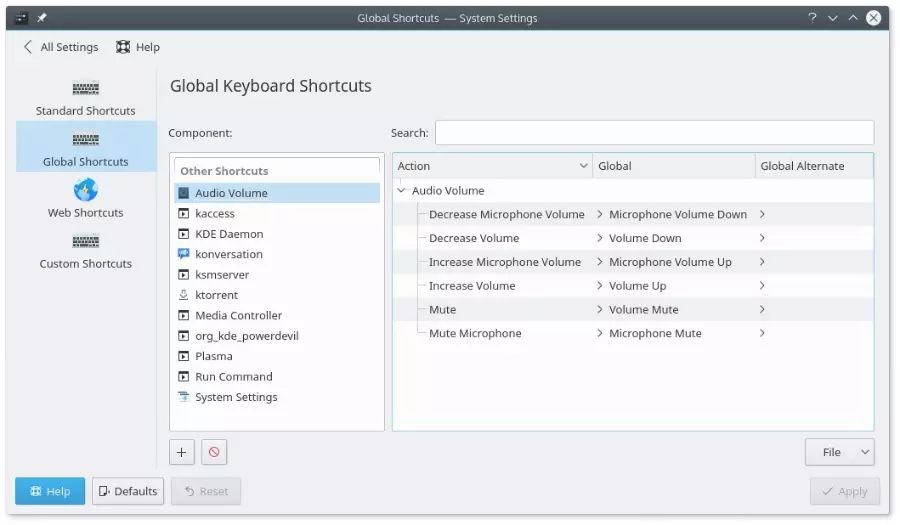 Global Shortcuts — System Settings
All Settings Help
Standard Shortcuts
Global Shortcuts
Web Shortcuts
Custom Shortcuts
Global Keyboard Shortcuts
Component:
Search:
Other Shortcuts
Audio Volume
kaccess
KDE Daemon
konversation
ksmserver
ktorrent
Media Controller
org_kde_powerdevil
Plasma
Run Command
System Settings
Action Global Global Alternate
Audio Volume
Decrease Microphone Volume Microphone Volume Down
Decrease Volume Volume Down
Increase Microphone Volume Microphone Volume Up
Increase Volume Volume Up
Mute Volume Mute
Mute Microphone Microphone Mute
File
Help Defaults Reset Apply